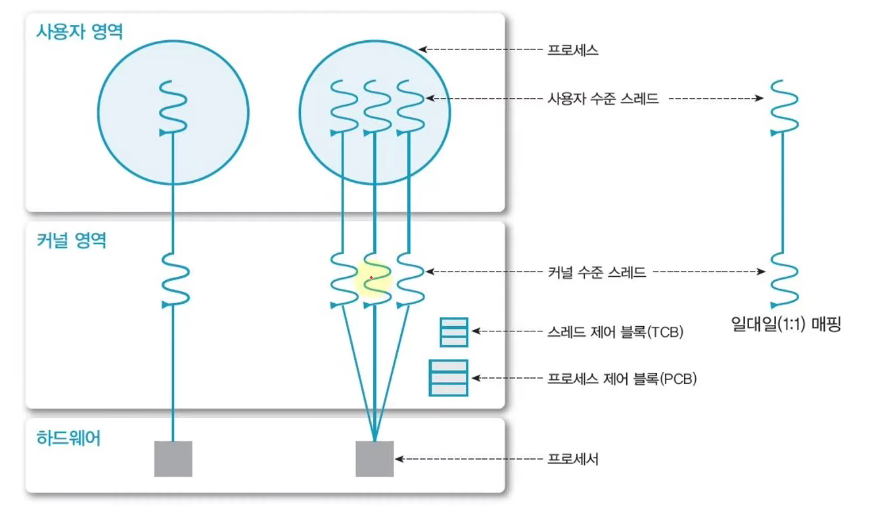 사용자 영역
프로세스
사용자 수준 스레드
커널 영역
커널 수준 스레드
일대일(1:1) 매핑
스레드 제어 블록(TCB)
프로세스 제어 블록(PCB)
하드웨어
프로세서